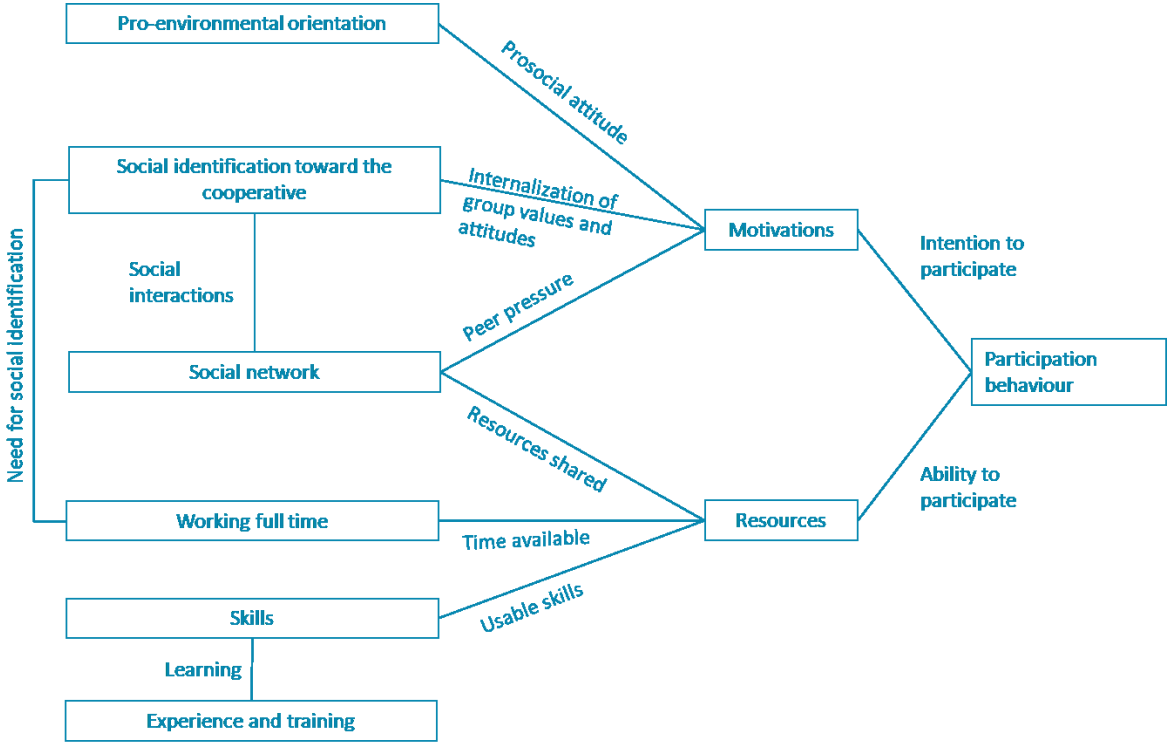 Pro-environmental orientation
Prosocial attitude
Social identification toward the
cooperative
Internalization of
group values and
attitudes
Motivations
Intention to
participate
Need for social identification
Social
interactions
Peer pressure
Social network
Participation
behaviour
Resources shared
Ability to
participate
Working full time
Time available
Resources
Skills
Usable skills
Learning
Experience and training